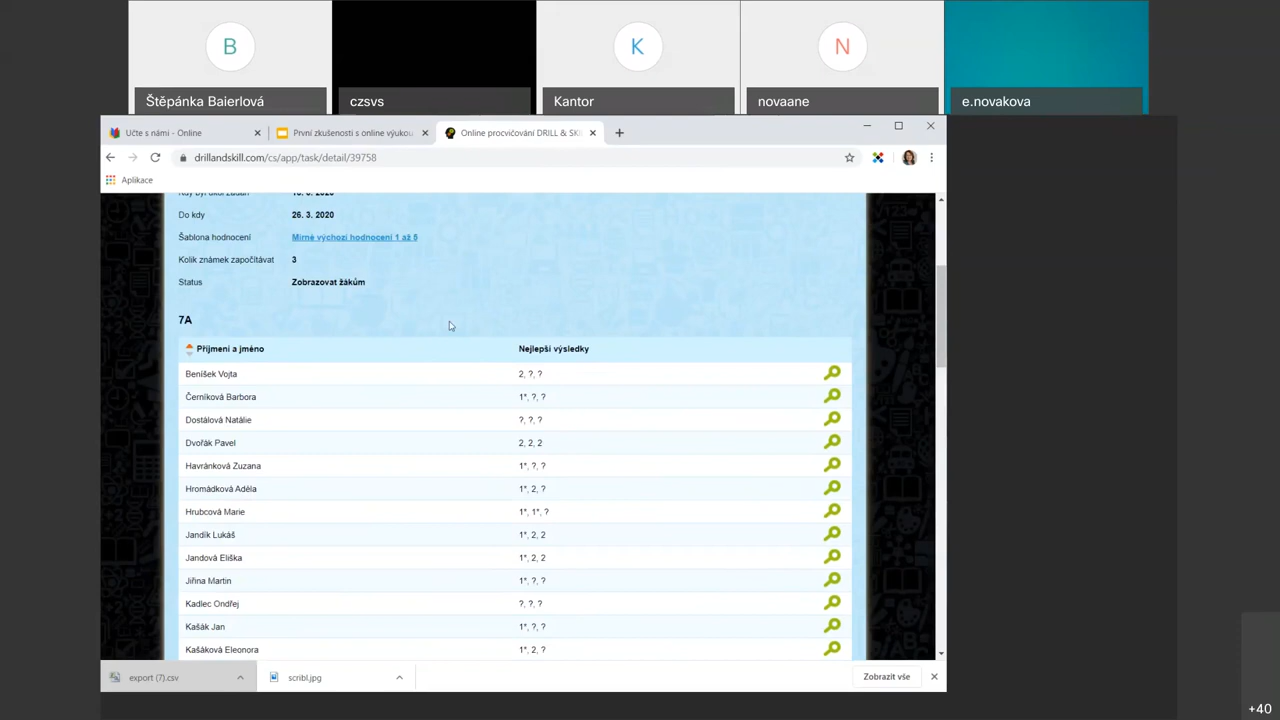 B
K
N
Štěpánka Baierlová
czsvs
Kantor
novaane
e.novakova
Učte s námi - Online
První zkušenosti s online výukou
Online procvičování DRILL & SKI
drillandskill.com/cs/app/task/detail/39758
Aplikace
Kdy byl úkol zadán
Do kdy 26. 3. 2020
Šablona hodnocení Mírné výchozí hodnocení 1 až 5
Kolik známek započítávat 3
Status Zobrazovat žákům
7A
Příjmení a jméno Nejlepší výsledky
Beníšek Vojta 2, ?, ?
Černíková Barbora 1*, ?, ?
Dostálová Natálie ?, ?, ?
Dvořák Pavel 2, 2, 2
Havránková Zuzana 1*, ?, ?
Hromádková Adéla 1*, 2, ?
Hrubcová Marie 1*, 1*, ?
Jandík Lukáš 1*, 2, 2
Jandová Eliška 1*, 2, 2
Jiřina Martin 1*, ?, ?
Kadlec Ondřej ?, ?, ?
Kašák Jan 1*, ?, ?
Kašáková Eleonora 1*, 2, ?
export (7).csv
scribl.jpg
Zobrazit vše
+40